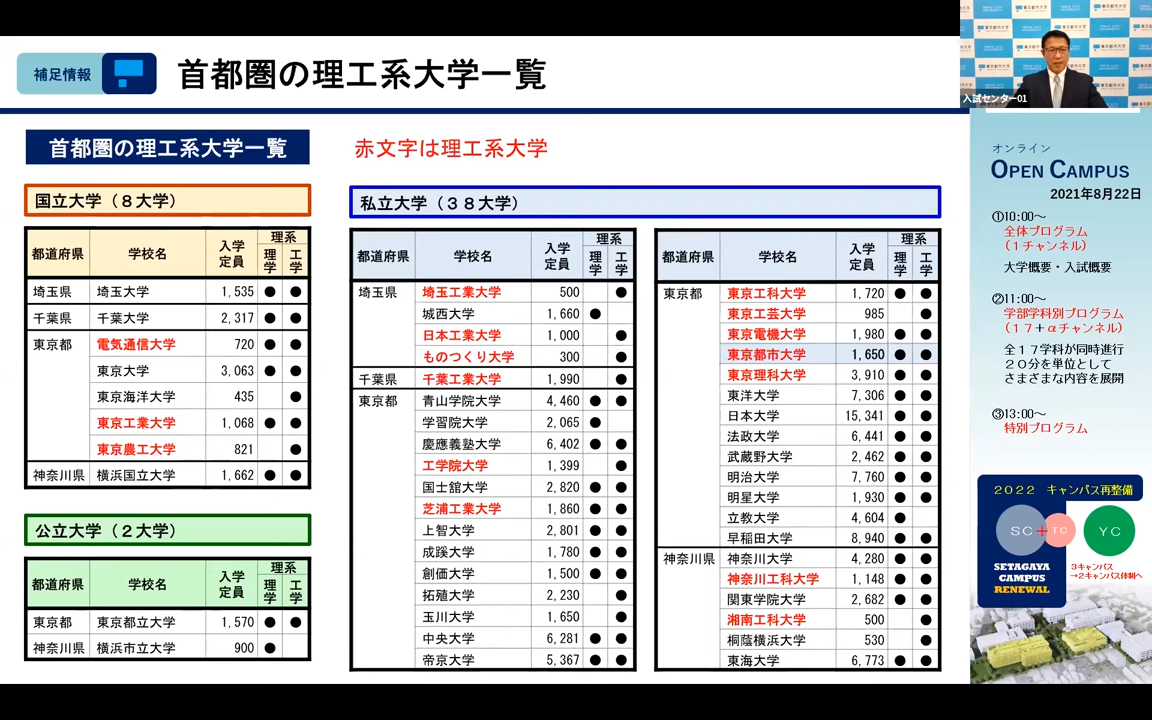 補足情報
首都圏の理工系大学一覧
首都圏の理工系大学一覧
赤文字は理工系大学
国立大学（８大学）
都道府県 学校名 入学定員 理系 理学 工学
埼玉県 埼玉大学 1,535 ● ●
千葉県 千葉大学 2,317 ● ●
東京都 電気通信大学 720 ● ●
東京大学 3,063 ● ●
東京海洋大学 435 ●
東京工業大学 1,068 ● ●
東京農工大学 821 ●
神奈川県 横浜国立大学 1,662 ● ●
公立大学（２大学）
都道府県 学校名 入学定員 理系 理学 工学
東京都 東京都立大学 1,570 ● ●
神奈川県 横浜市立大学 900 ●
私立大学（３８大学）
都道府県 学校名 入学定員 理系 理学 工学
埼玉県 埼玉工業大学 500 ●
城西大学 1,660 ●
日本工業大学 1,000 ●
ものつくり大学 300 ●
千葉県 千葉工業大学 1,990 ●
東京都 青山学院大学 4,460 ● ●
学習院大学 2,065 ●
慶應義塾大学 6,402 ● ●
工学院大学 1,399 ●
国士舘大学 2,820 ● ●
芝浦工業大学 1,860 ● ●
上智大学 2,801 ● ●
成蹊大学 1,780 ● ●
創価大学 1,500 ● ●
拓殖大学 2,230 ●
玉川大学 1,650 ●
中央大学 6,281 ● ●
帝京大学 5,367 ● ●
都道府県 学校名 入学定員 理系 理学 工学
東京都 東京工科大学 1,720 ● ●
東京工芸大学 985 ●
東京電機大学 1,980 ● ●
東京都市大学 1,650 ● ●
東京理科大学 3,910 ● ●
東洋大学 7,306 ● ●
日本大学 15,341 ● ●
法政大学 6,441 ● ●
武蔵野大学 2,462 ● ●
明治大学 7,760 ● ●
明星大学 1,930 ● ●
立教大学 4,604 ●
早稲田大学 8,940 ● ●
神奈川県 神奈川大学 4,280 ● ●
神奈川工科大学 1,148 ● ●
関東学院大学 2,682 ● ●
湘南工科大学 500 ●
桐蔭横浜大学 530 ●
東海大学 6,773 ● ●
入試センター01
オンライン
OPEN CAMPUS
2021年8月22日
①10:00～
全体プログラム
（１チャンネル）
大学概要・入試概要
②11:00～
学部学科別プログラム
（１７＋αチャンネル）
全１７学科が同時進行
２０分を単位として
さまざまな内容を展開
③13:00～
特別プログラム
２０２２ キャンパス再整備
SC＋TC YC
SETAGAYA
CAMPUS
RENEWAL
３キャンパス
→２キャンパス体制へ